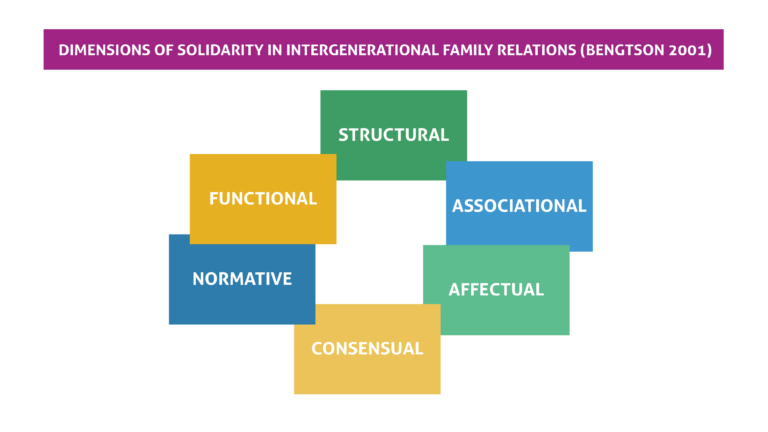 DIMENSIONS OF SOLIDARITY IN INTERGENERATIONAL FAMILY RELATIONS (BENGTSON 2001)
STRUCTURAL
FUNCTIONAL
ASSOCIATIONAL
NORMATIVE
AFFECTUAL
CONSENSUAL